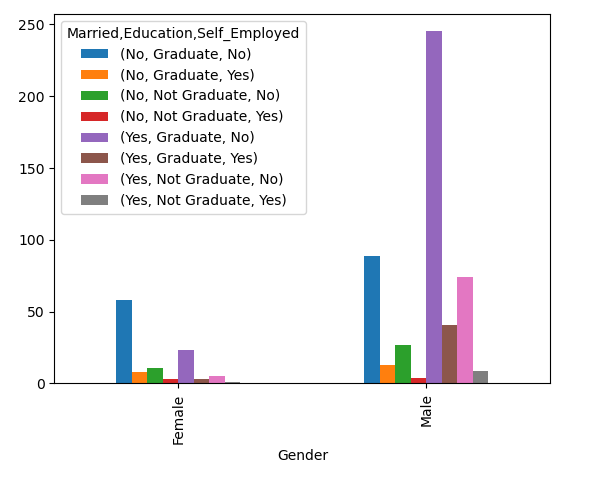 250
200
150
100
50
0
Married,Education,Self_Employed
(No, Graduate, No)
(No, Graduate, Yes)
(No, Not Graduate, No)
(No, Not Graduate, Yes)
(Yes, Graduate, No)
(Yes, Graduate, Yes)
(Yes, Not Graduate, No)
(Yes, Not Graduate, Yes)
Female
Male
Gender